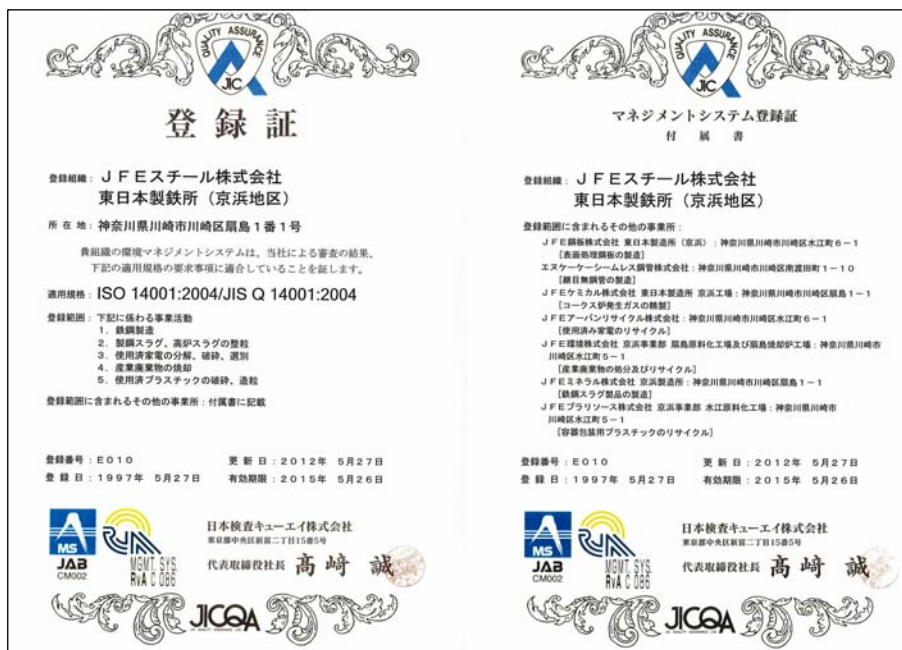 QUALITY ASSURANCE
JIC
登録証
登録組織：ＪＦＥスチール株式会社
東日本製鉄所（京浜地区）
所在地：神奈川県川崎市川崎区扇島１番１号
貴組織の環境マネジメントシステムは、当社による審査の結果、
下記の適用規格の要求事項に適合していることを証します。
適用規格：ISO 14001:2004/JIS Q 14001:2004
登録範囲：下記に係わる事業活動
１．鉄鋼製造
２．製鋼スラグ、高炉スラグの整粒
３．使用済家電の分解、破砕、選別
４．産業廃棄物の焼却
５．使用済プラスチックの破砕、造粒
登録範囲に含まれるその他の事業所：付属書に記載
登録番号：Ｅ０１０　更新日：２０１２年　５月２７日
登録日：１９９７年　５月２７日　有効期限：２０１５年　５月２６日
MS
JAB
CM002
MGMT. SYS.
RvA C 086
日本検査キューエイ株式会社
東京都中央区新富二丁目15番5号
代表取締役社長　髙﨑　誠
JICQA
QUALITY ASSURANCE
JIC
マネジメントシステム登録証
付属書
登録組織：ＪＦＥスチール株式会社
東日本製鉄所（京浜地区）
登録範囲に含まれるその他の事業所：
ＪＦＥ鋼板株式会社 東日本製造所（京浜）：神奈川県川崎市川崎区水江町６－１
［表面処理鋼板の製造］
エヌケーケーシームレス鋼管株式会社：神奈川県川崎市川崎区南渡田町１－１０
［継目無鋼管の製造］
ＪＦＥケミカル株式会社 東日本製造所 京浜工場：神奈川県川崎市川崎区扇島１－１
［コークス炉発生ガスの精製］
ＪＦＥアーバンリサイクル株式会社：神奈川県川崎市川崎区水江町６－１
［使用済み家電のリサイクル］
ＪＦＥ環境株式会社 京浜事業部 扇島原料化工場及び扇島焼却炉工場：神奈川県川崎市
川崎区水江町５－１
［産業廃棄物の処分及びリサイクル］
ＪＦＥミネラル株式会社 京浜製造所：神奈川県川崎市川崎区扇島１－１
［鉄鋼スラグ製品の製造］
ＪＦＥプラリソース株式会社 京浜事業部 水江原料化工場：神奈川県川崎市
川崎区水江町５－１
［容器包装用プラスチックのリサイクル］
登録番号：Ｅ０１０　更新日：２０１２年　５月２７日
登録日：１９９７年　５月２７日　有効期限：２０１５年　５月２６日
MS
JAB
CM002
MGMT. SYS.
RvA C 086
日本検査キューエイ株式会社
東京都中央区新富二丁目15番5号
代表取締役社長　髙﨑　誠
JICQA